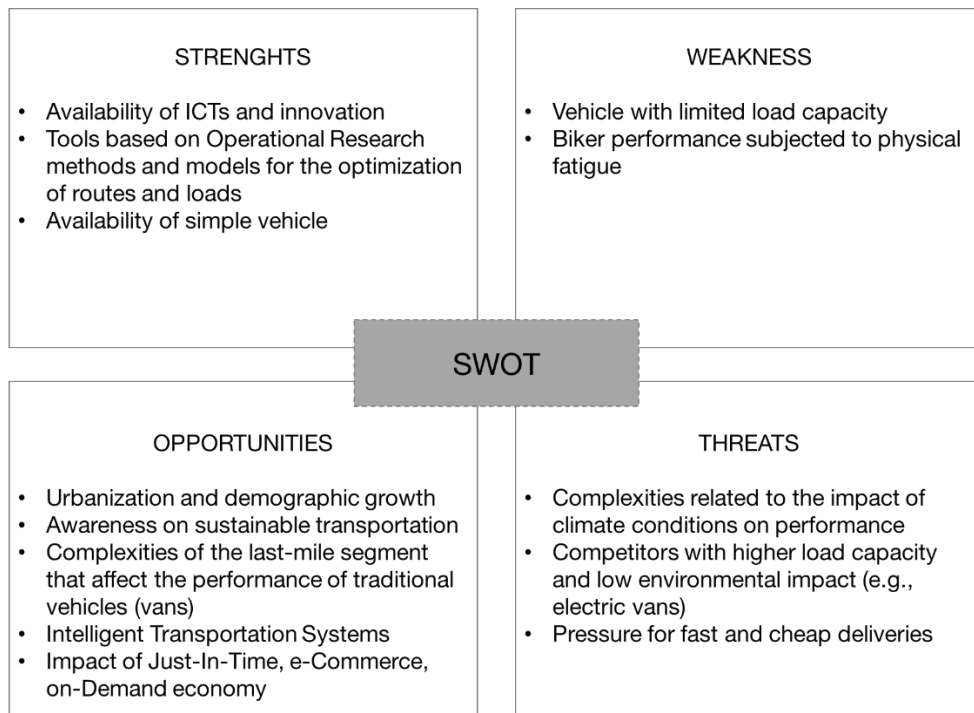 STRENGHTS
• Availability of ICTs and innovation
• Tools based on Operational Research
methods and models for the optimization
of routes and loads
• Availability of simple vehicle
WEAKNESS
• Vehicle with limited load capacity
• Biker performance subjected to physical
fatigue
SWOT
OPPORTUNITIES
• Urbanization and demographic growth
• Awareness on sustainable transportation
• Complexities of the last-mile segment
that affect the performance of traditional
vehicles (vans)
• Intelligent Transportation Systems
• Impact of Just-In-Time, e-Commerce,
on-Demand economy
THREATS
• Complexities related to the impact of
climate conditions on performance
• Competitors with higher load capacity
and low environmental impact (e.g.,
electric vans)
• Pressure for fast and cheap deliveries